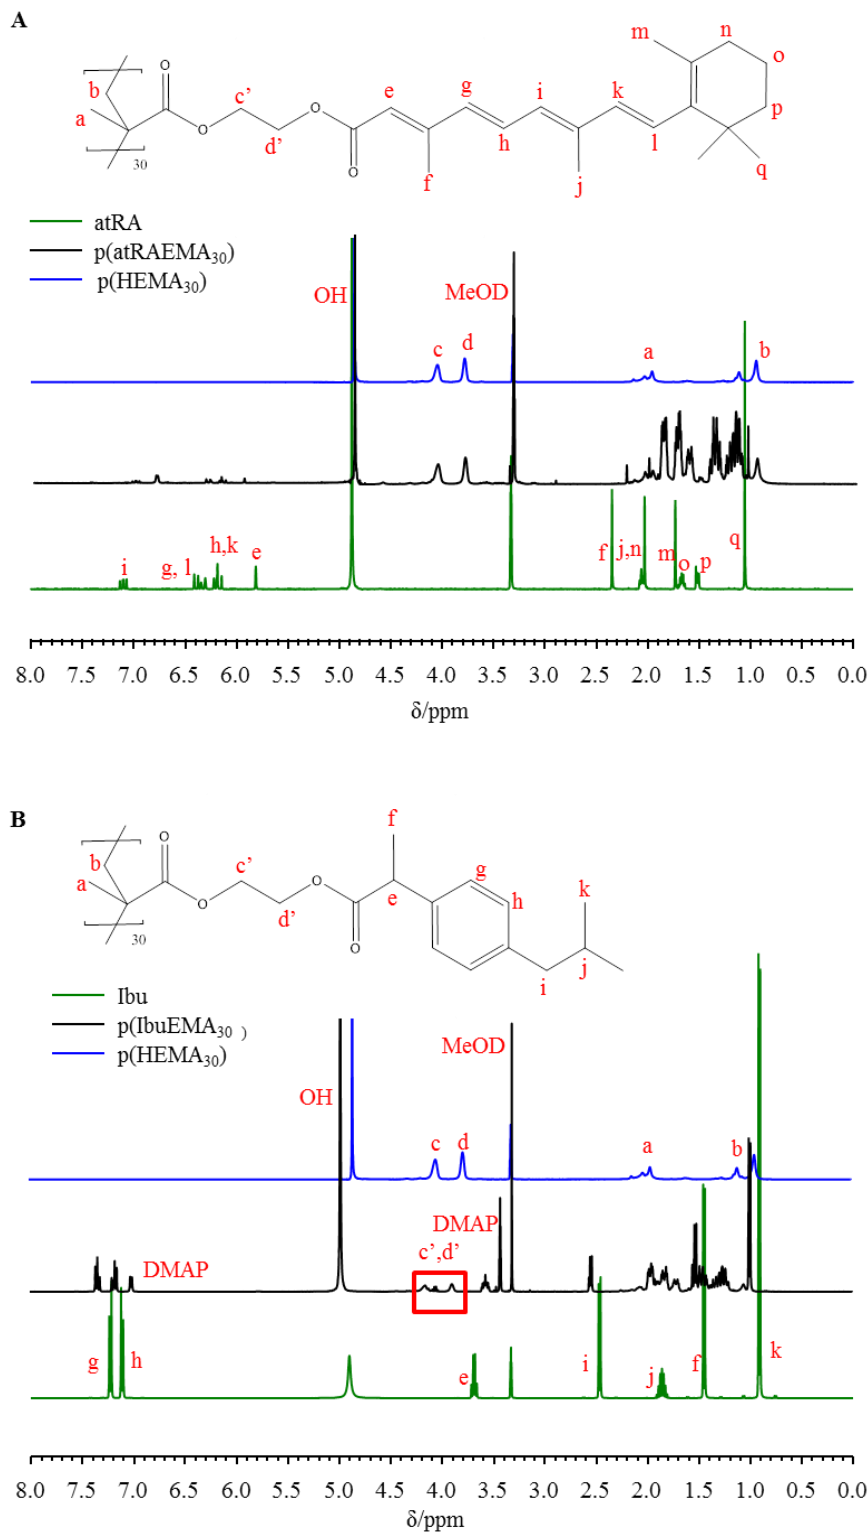 A
m n
b O c' O e g i k o
a O d' O h l p
30 f j q
atRA
p(atRAEMA30)
p(HEMA30)
OH MeOD
c d a b
i g, l h,k e f j,n m o p q
8.0 7.0 6.5 6.0 5.5 5.0 4.5 4.0 3.5 3.0 2.5 2.0 1.5 1.0 0.5 0.0
δ/ppm
B
f
b O c' O g k
a O d' O e h
30 i j
Ibu
p(IbuEMA30 )
p(HEMA30)
OH MeOD
c d a b
DMAP DMAP
c',d'
g h e i j f k
8.0 7.0 6.5 6.0 5.5 5.0 4.5 4.0 3.5 3.0 2.5 2.0 1.5 1.0 0.5 0.0
δ/ppm